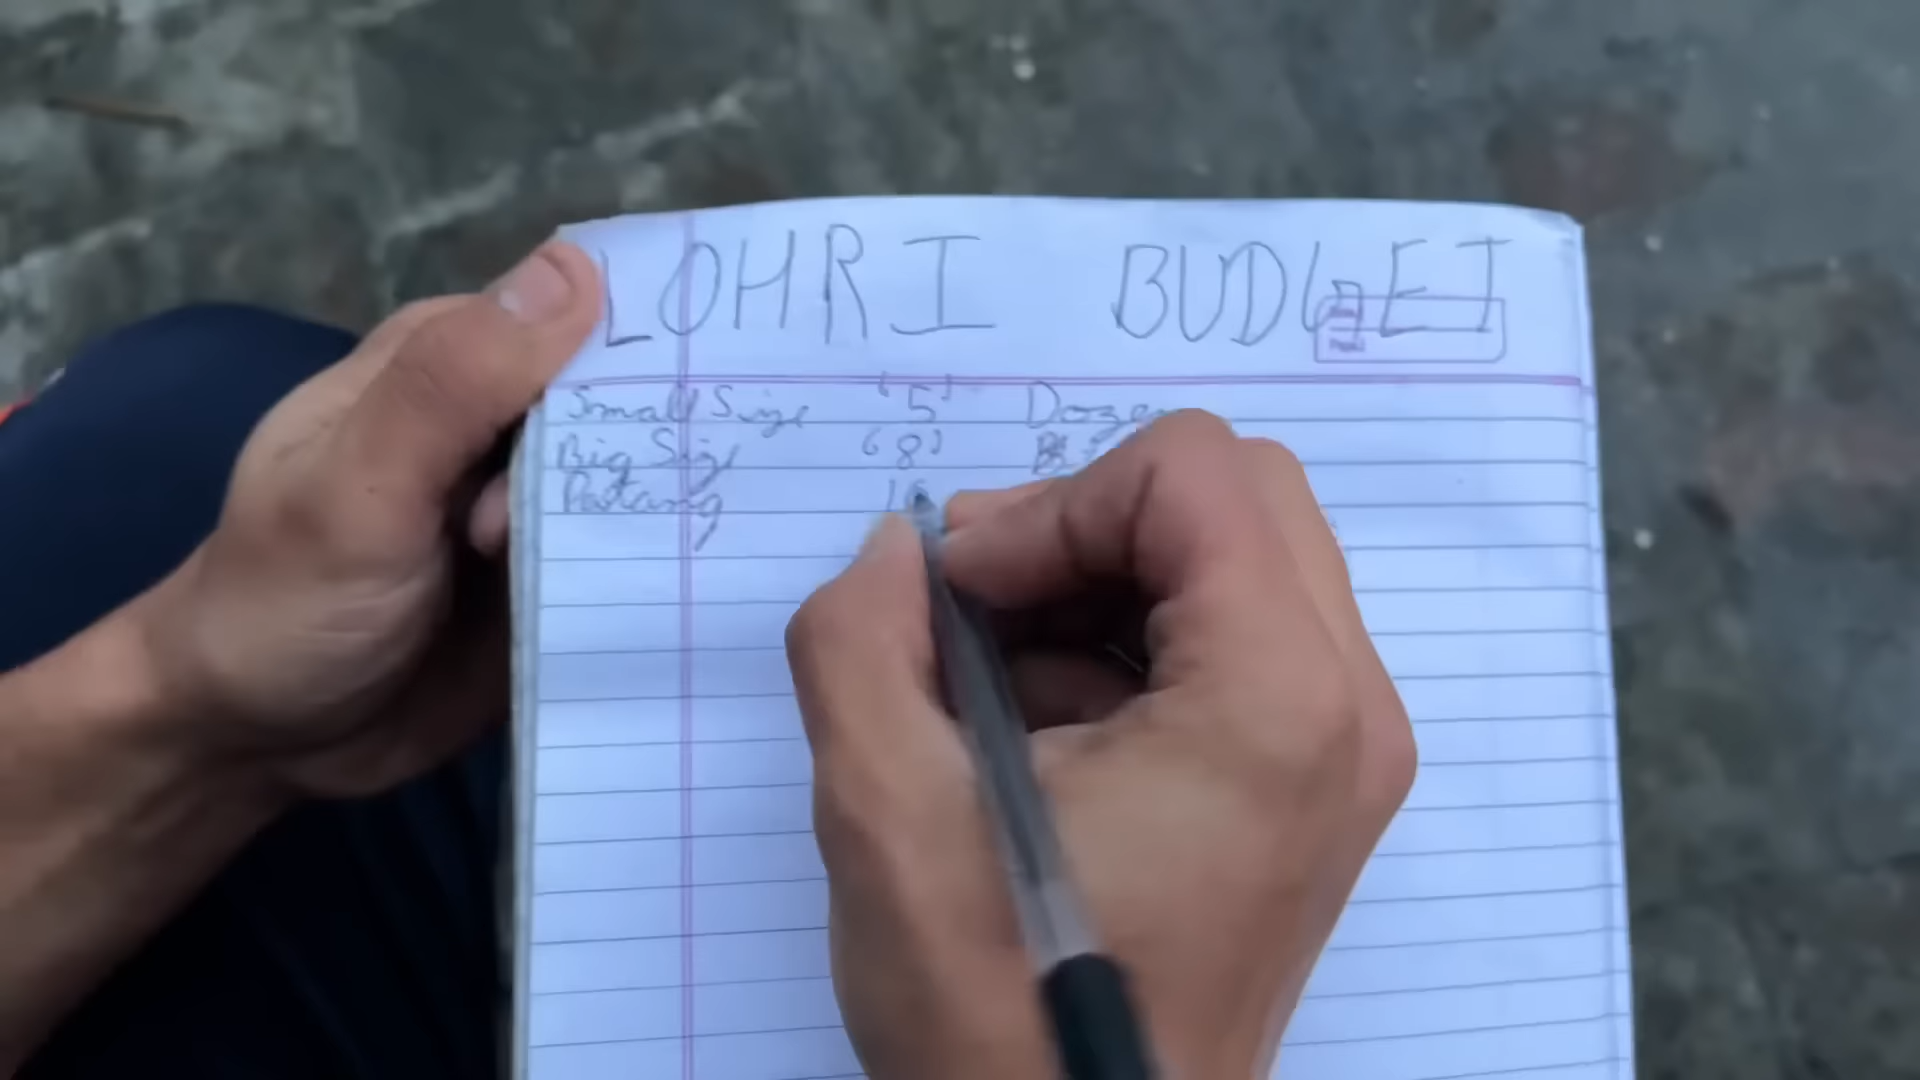 LOHRI BUDGET
Small Size '5' Dozen
Big Size '8'
Patang